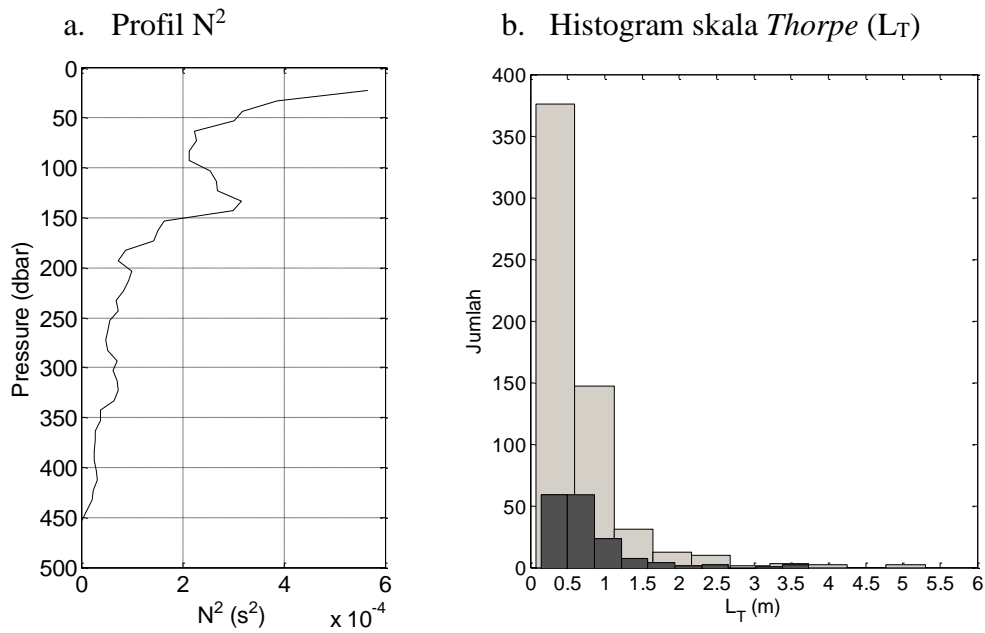 a. Profil N²
b. Histogram skala Thorpe (L_T)
0
50
100
150
200
250
300
350
400
450
500
Pressure (dbar)
0 2 4 6
N² (s²) x 10⁻⁴
400
350
300
250
200
150
100
50
0
Jumlah
0 0.5 1 1.5 2 2.5 3 3.5 4 4.5 5 5.5 6
L_T (m)